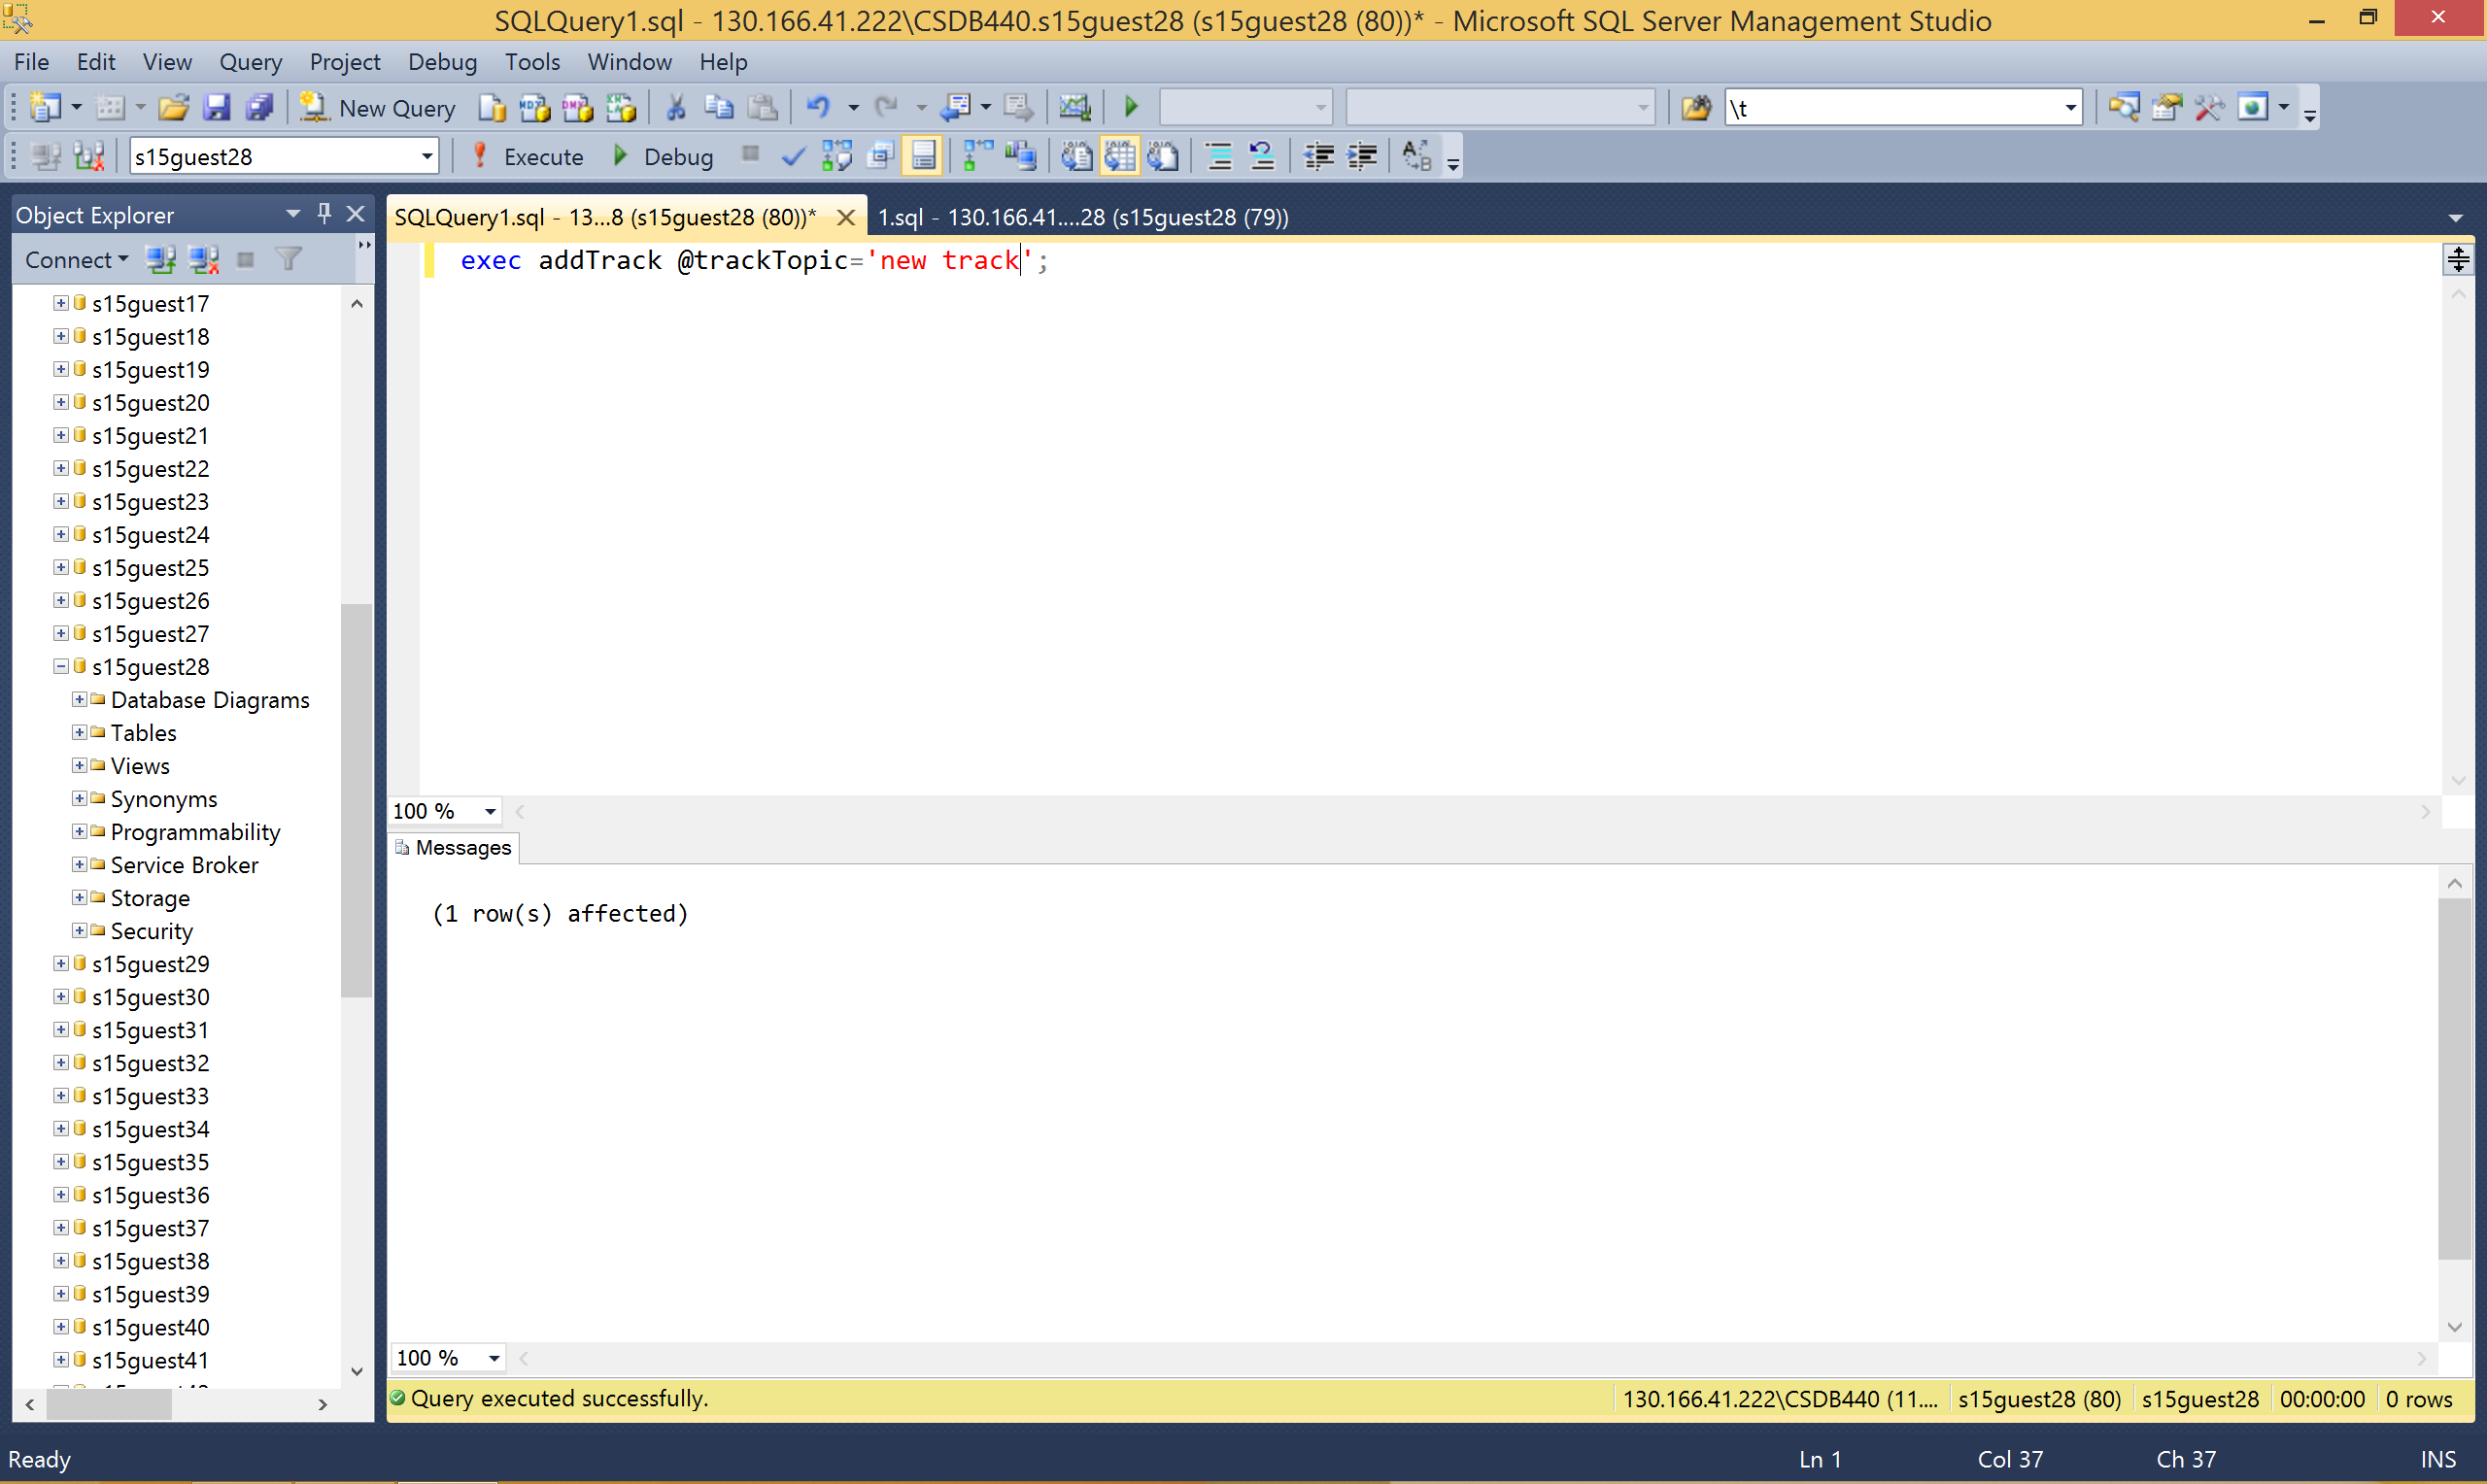 SQLQuery1.sql - 130.166.41.222\CSDB440.s15guest28 (s15guest28 (80))* - Microsoft SQL Server Management Studio
File Edit View Query Project Debug Tools Window Help
New Query \t
s15guest28 Execute Debug
Object Explorer
Connect
s15guest17
s15guest18
s15guest19
s15guest20
s15guest21
s15guest22
s15guest23
s15guest24
s15guest25
s15guest26
s15guest27
s15guest28
Database Diagrams
Tables
Views
Synonyms
Programmability
Service Broker
Storage
Security
s15guest29
s15guest30
s15guest31
s15guest32
s15guest33
s15guest34
s15guest35
s15guest36
s15guest37
s15guest38
s15guest39
s15guest40
s15guest41
SQLQuery1.sql - 13...8 (s15guest28 (80))* 1.sql - 130.166.41....28 (s15guest28 (79))
exec addTrack @trackTopic='new track';
100 %
Messages
(1 row(s) affected)
100 %
Query executed successfully. 130.166.41.222\CSDB440 (11.... s15guest28 (80) s15guest28 00:00:00 0 rows
Ready Ln 1 Col 37 Ch 37 INS